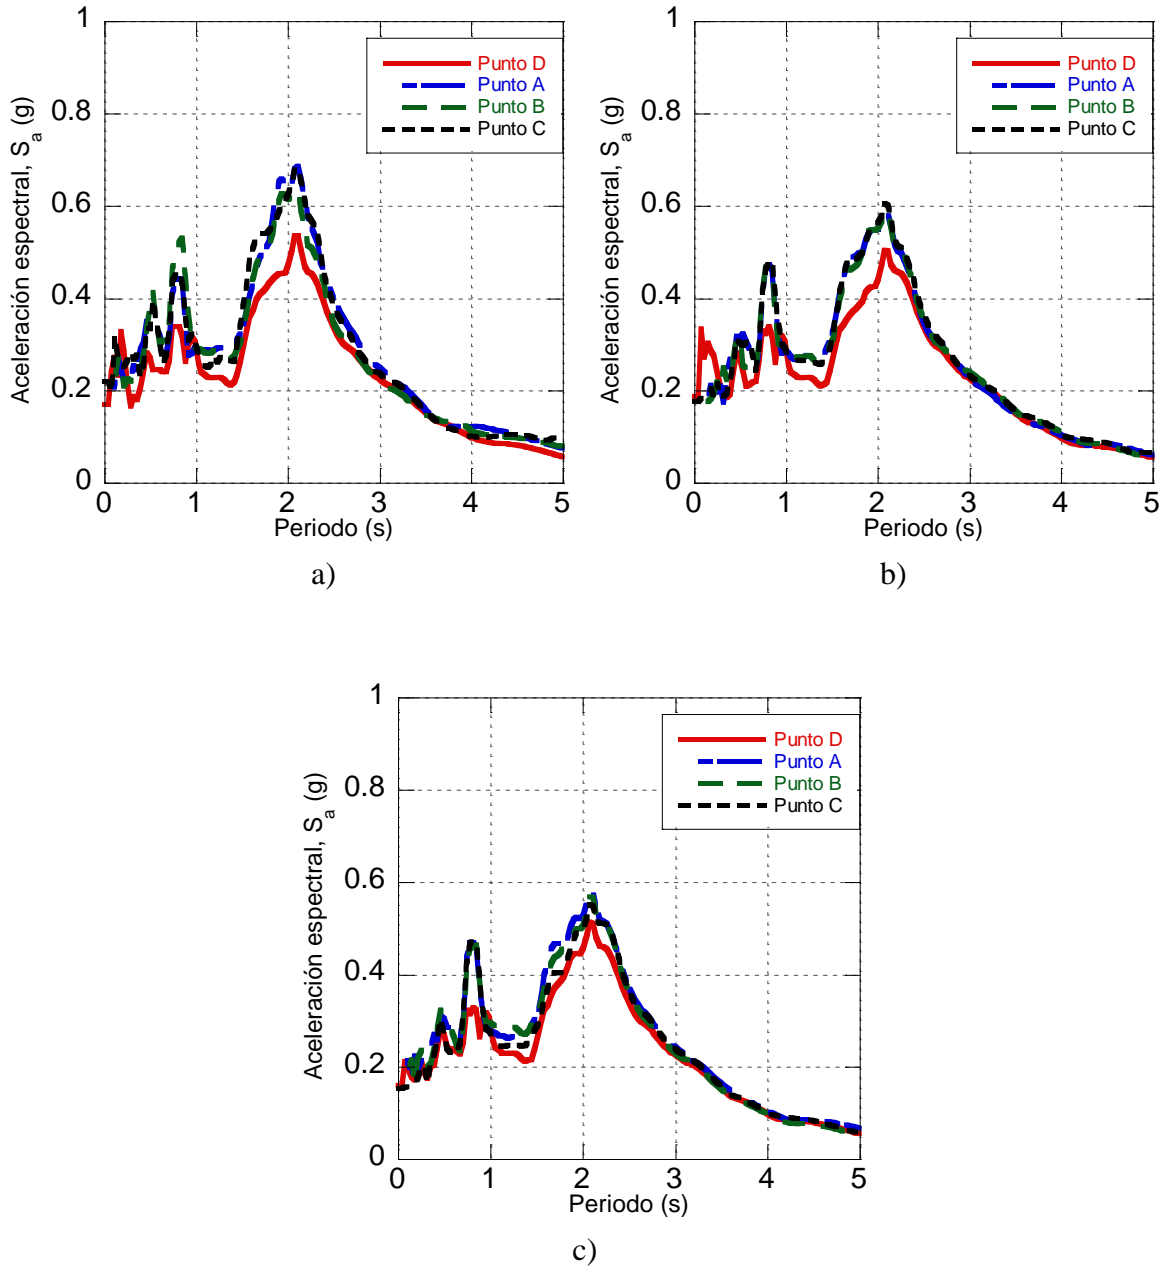 1
0.8
0.6
0.4
0.2
0
Aceleración espectral, S_a (g)
Punto D
Punto A
Punto B
Punto C
0 1 2 3 4 5
Periodo (s)
a)
1
0.8
0.6
0.4
0.2
0
Aceleración espectral, S_a (g)
Punto D
Punto A
Punto B
Punto C
0 1 2 3 4 5
Periodo (s)
b)
1
0.8
0.6
0.4
0.2
0
Aceleración espectral, S_a (g)
Punto D
Punto A
Punto B
Punto C
0 1 2 3 4 5
Periodo (s)
c)